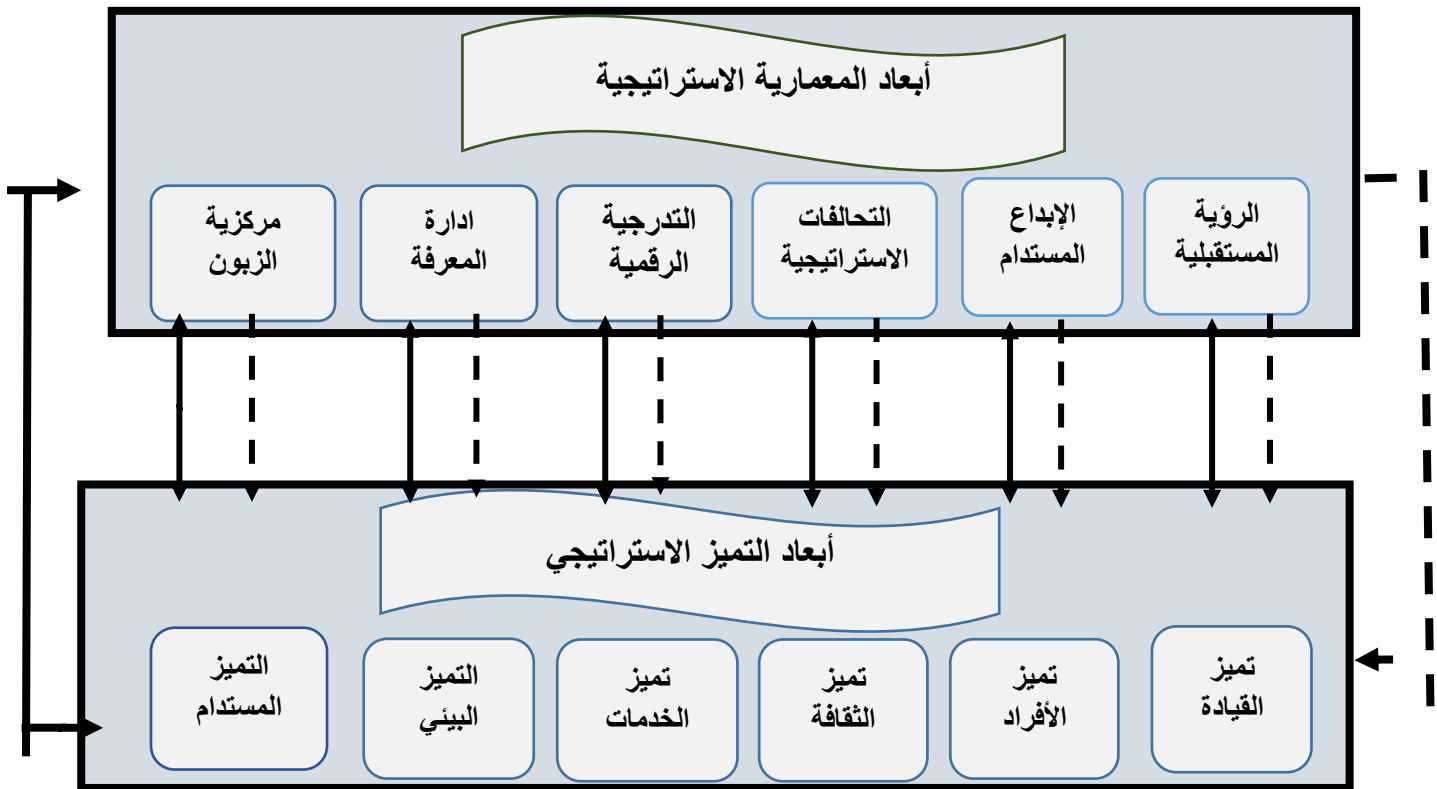 أبعاد المعمارية الاستراتيجية
الرؤية
المستقبلية
الإبداع
المستدام
التحالفات
الاستراتيجية
التدرجية
الرقمية
ادارة
المعرفة
مركزية
الزبون
أبعاد التميز الاستراتيجي
تميز
القيادة
تميز
الأفراد
تميز
الثقافة
تميز
الخدمات
التميز
البيئي
التميز
المستدام